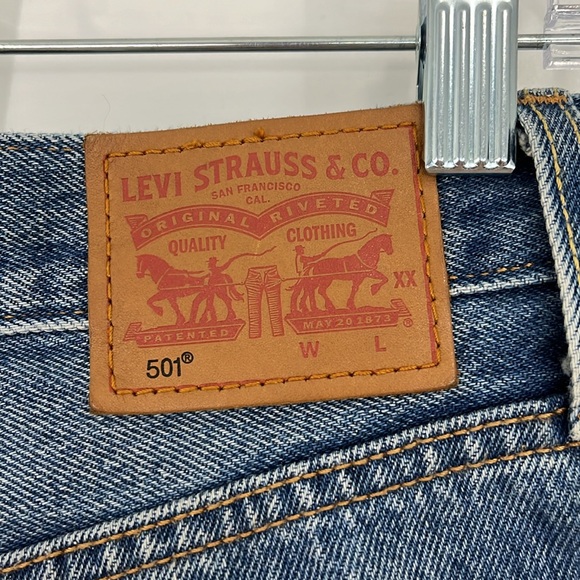 LEVI STRAUSS & CO.
SAN FRANCISCO
CAL.
ORIGINAL RIVETED
QUALITY CLOTHING
XX
PATENTED MAY 20 1873 ®
W L
501®